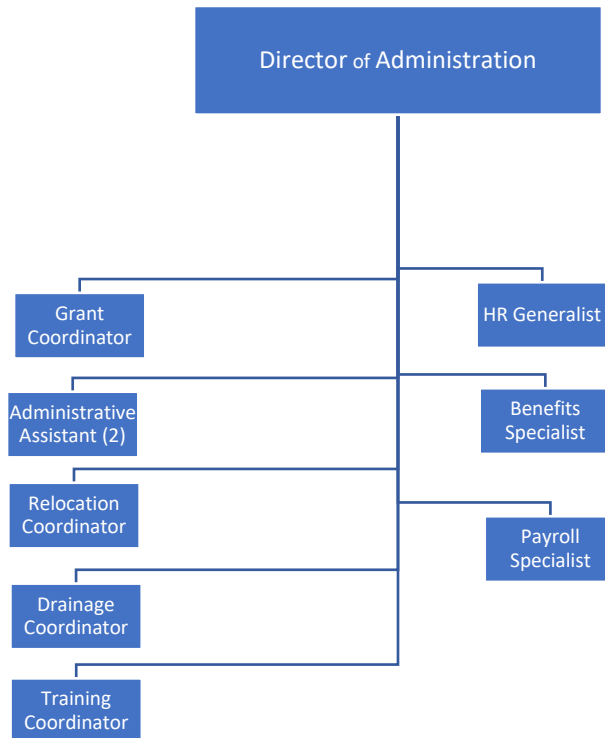 Director of Administration
Grant
Coordinator
HR Generalist
Administrative
Assistant (2)
Benefits
Specialist
Relocation
Coordinator
Payroll
Specialist
Drainage
Coordinator
Training
Coordinator